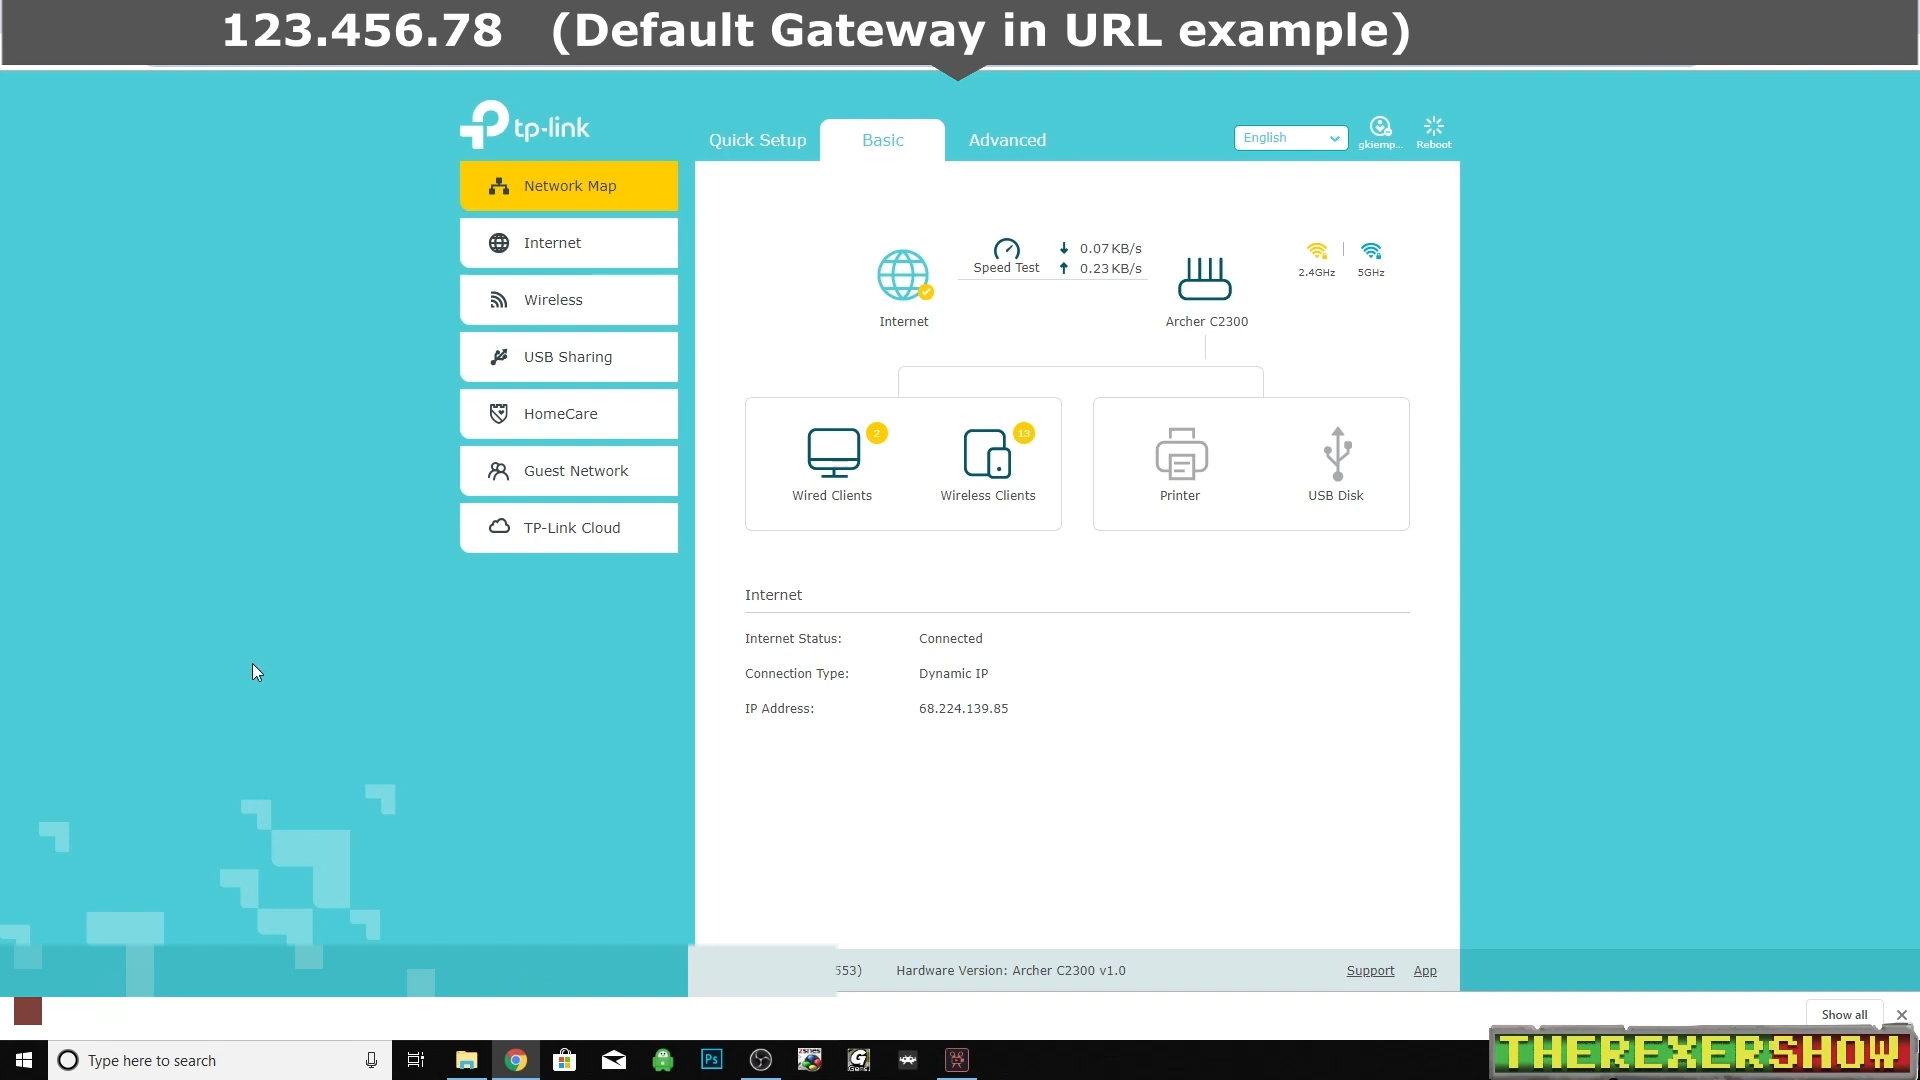 123.456.78 (Default Gateway in URL example)
tp-link
Quick Setup
Basic
Advanced
English
gkiemp...
Reboot
Network Map
Internet
Wireless
USB Sharing
HomeCare
Guest Network
TP-Link Cloud
Internet
Speed Test
0.07 KB/s
0.23 KB/s
Archer C2300
2.4GHz
5GHz
2
Wired Clients
13
Wireless Clients
Printer
USB Disk
Internet
Internet Status: Connected
Connection Type: Dynamic IP
IP Address: 68.224.139.85
553) Hardware Version: Archer C2300 v1.0 Support App
Show all
Type here to search
Ps
THEREXERSHOW